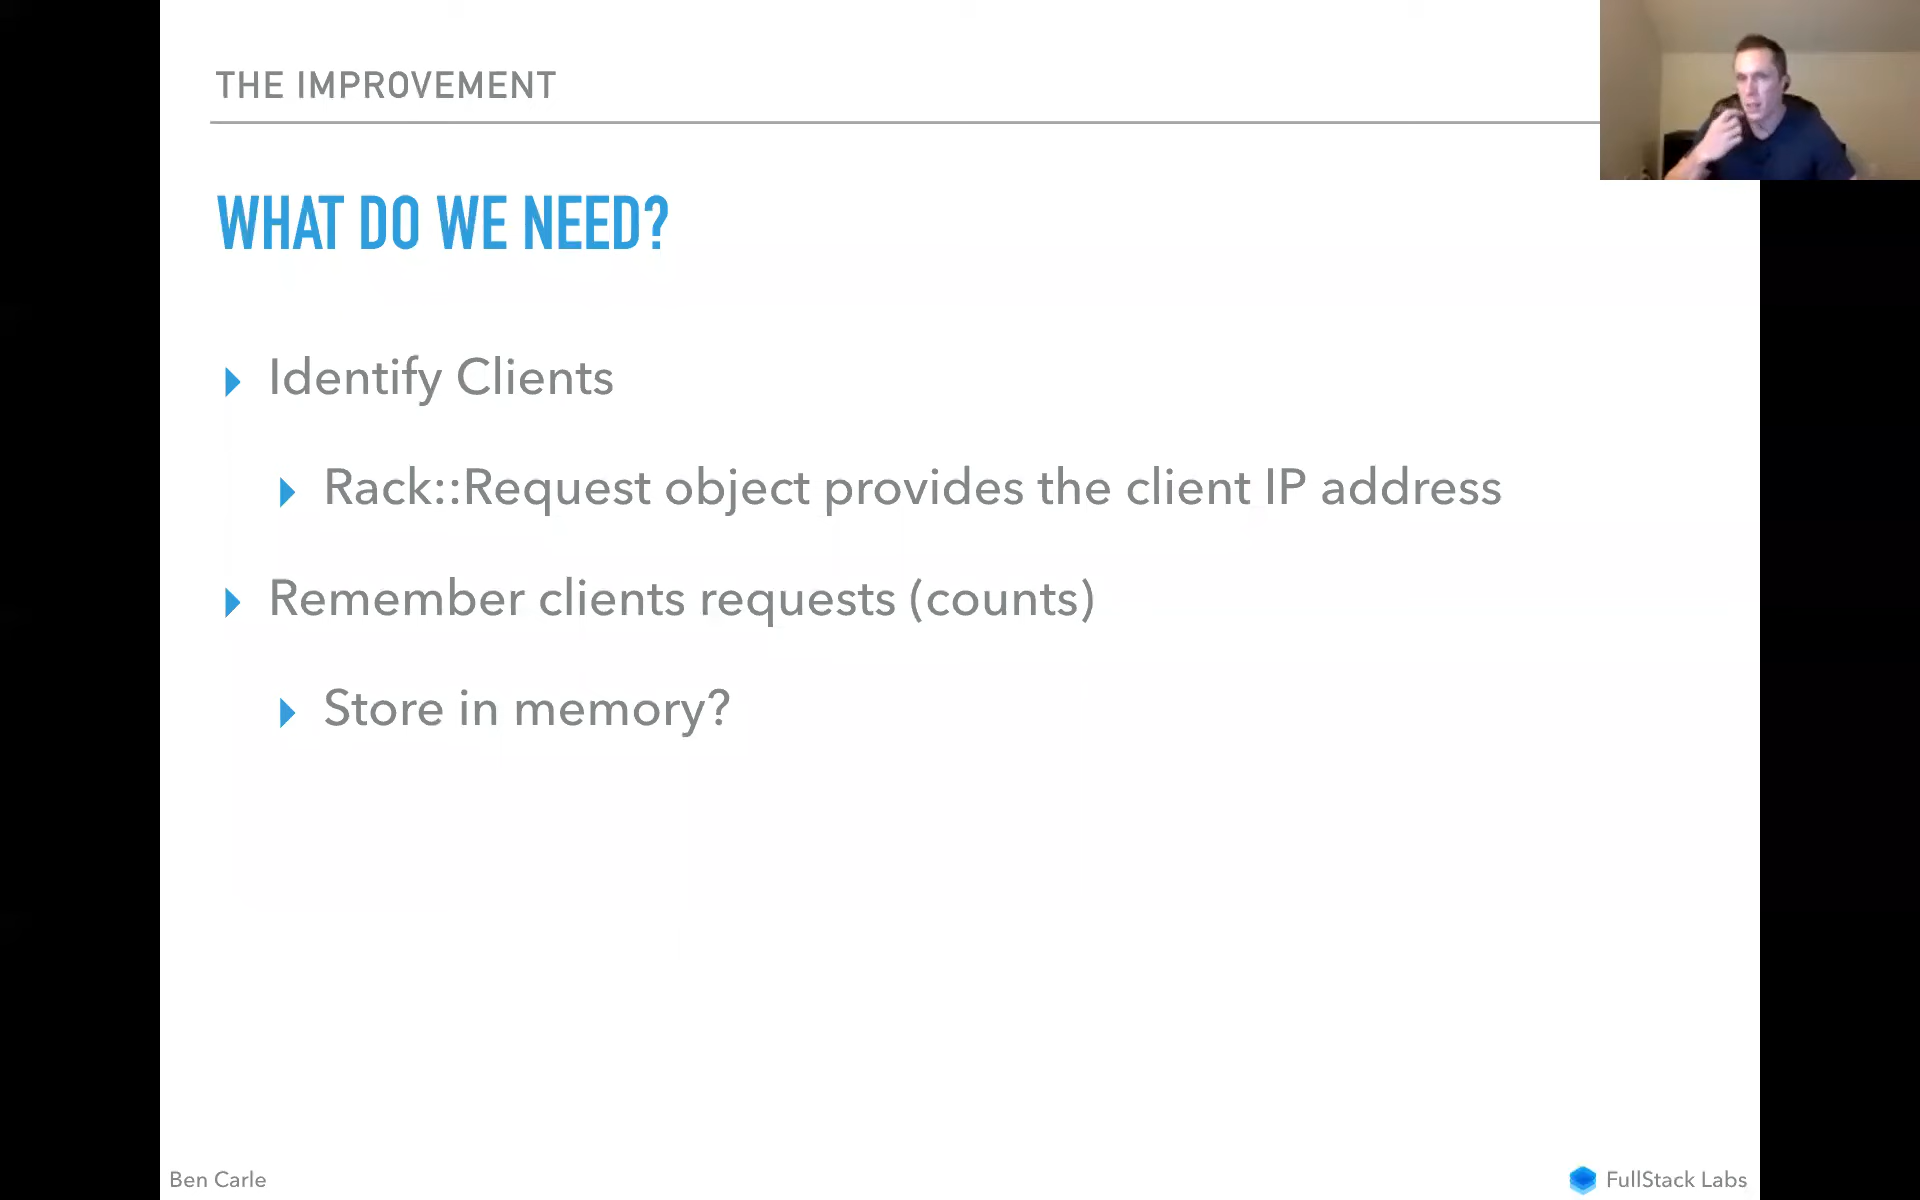 THE IMPROVEMENT
WHAT DO WE NEED?
Identify Clients
Rack::Request object provides the client IP address
Remember clients requests (counts)
Store in memory?
Ben Carle
FullStack Labs